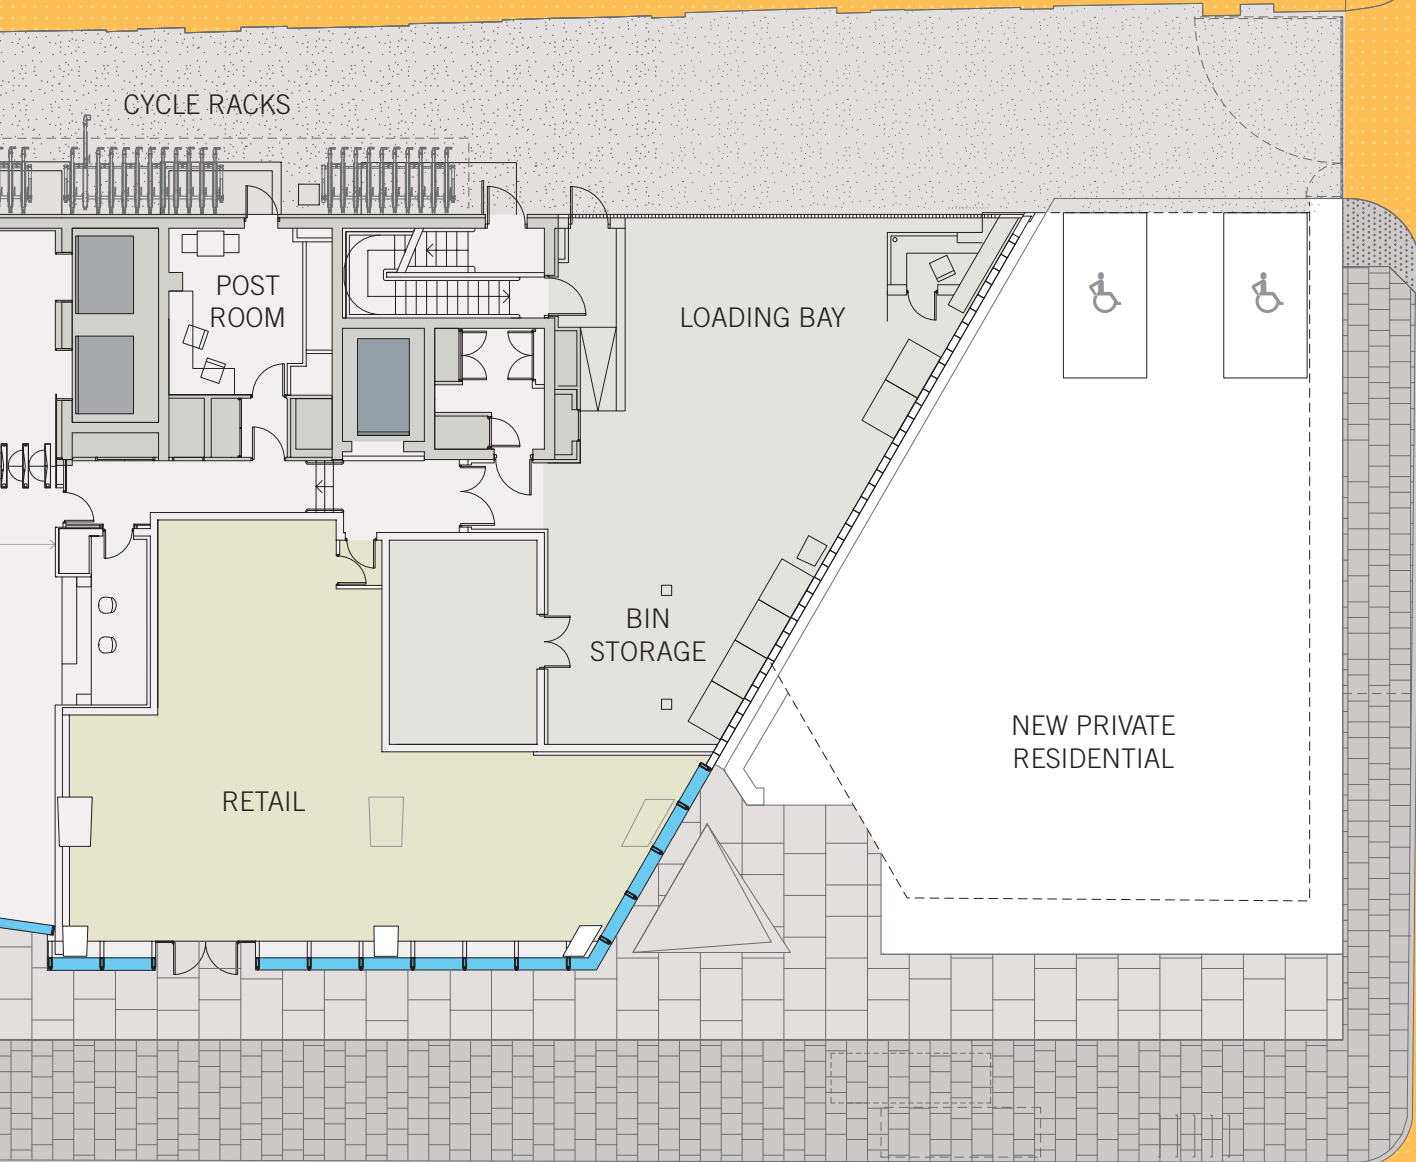 CYCLE RACKS
POST
ROOM
LOADING BAY
BIN
STORAGE
NEW PRIVATE
RESIDENTIAL
RETAIL